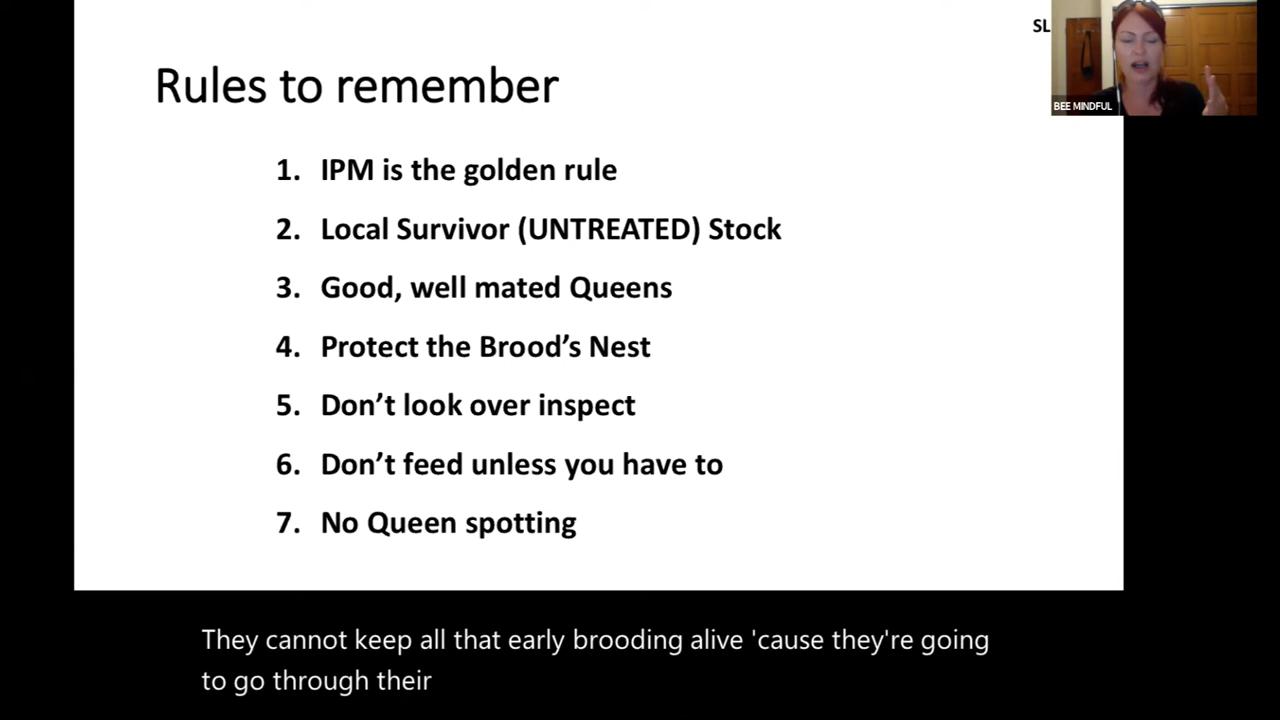 SL
Rules to remember
BEE MINDFUL
1. IPM is the golden rule
2. Local Survivor (UNTREATED) Stock
3. Good, well mated Queens
4. Protect the Brood’s Nest
5. Don’t look over inspect
6. Don’t feed unless you have to
7. No Queen spotting
They cannot keep all that early brooding alive 'cause they're going
to go through their